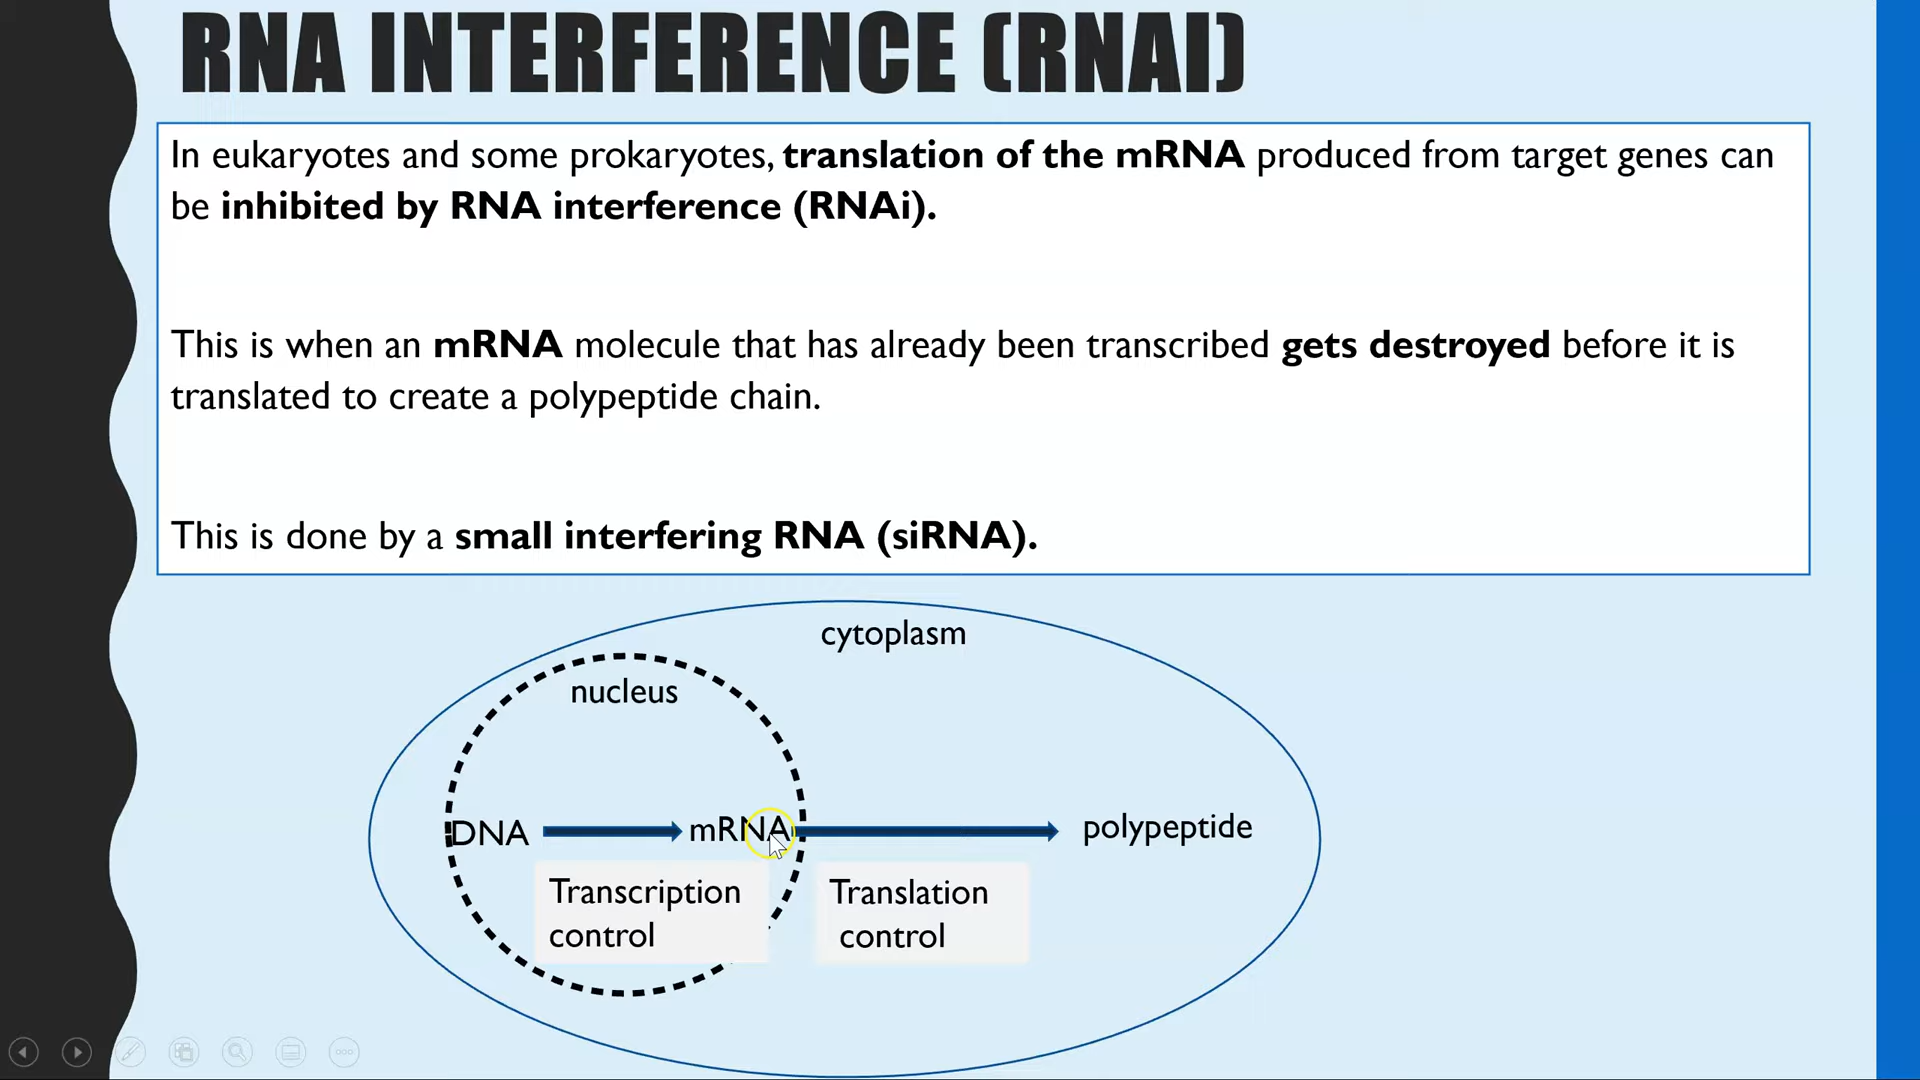 RNA INTERFERENCE (RNAI)
In eukaryotes and some prokaryotes, translation of the mRNA produced from target genes can
be inhibited by RNA interference (RNAi).
This is when an mRNA molecule that has already been transcribed gets destroyed before it is
translated to create a polypeptide chain.
This is done by a small interfering RNA (siRNA).
cytoplasm
nucleus
DNA
mRNA
polypeptide
Transcription
control
Translation
control